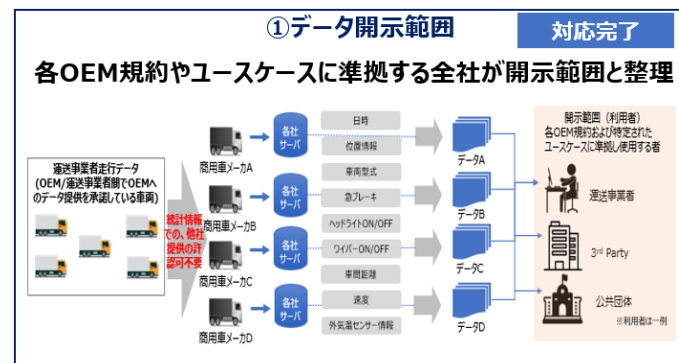 ①データ開示範囲
対応完了
各OEM規約やユースケースに準拠する全社が開示範囲と整理
運送事業者走行データ
(OEM/運送事業者間でOEMへ
のデータ提供を承諾している車両)
統計情報
での、他社
提供の許
認可不要
商用車メーカA
商用車メーカB
商用車メーカC
商用車メーカD
各社
サーバ
各社
サーバ
各社
サーバ
各社
サーバ
日時
位置情報
車両型式
急ブレーキ
ヘッドライトON/OFF
ワイパーON/OFF
車間距離
速度
外気温センサー情報
データA
データB
データC
データD
開示範囲（利用者）
各OEM規約および特定された
ユースケースに準拠し使用する者
運送事業者
3rd Party
公共団体
※利用者は一例